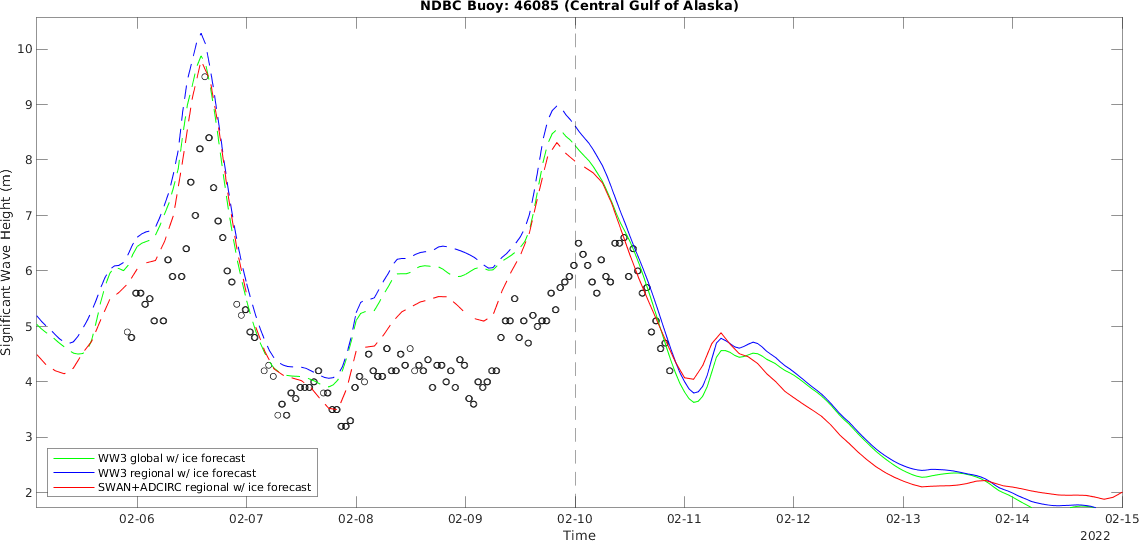 NDBC Buoy: 46085 (Central Gulf of Alaska)
10
9
8
7
6
5
4
3
2
Significant Wave Height (m)
WW3 global w/ ice forecast
WW3 regional w/ ice forecast
SWAN+ADCIRC regional w/ ice forecast
02-06 02-07 02-08 02-09 02-10 02-11 02-12 02-13 02-14 02-15
Time
2022